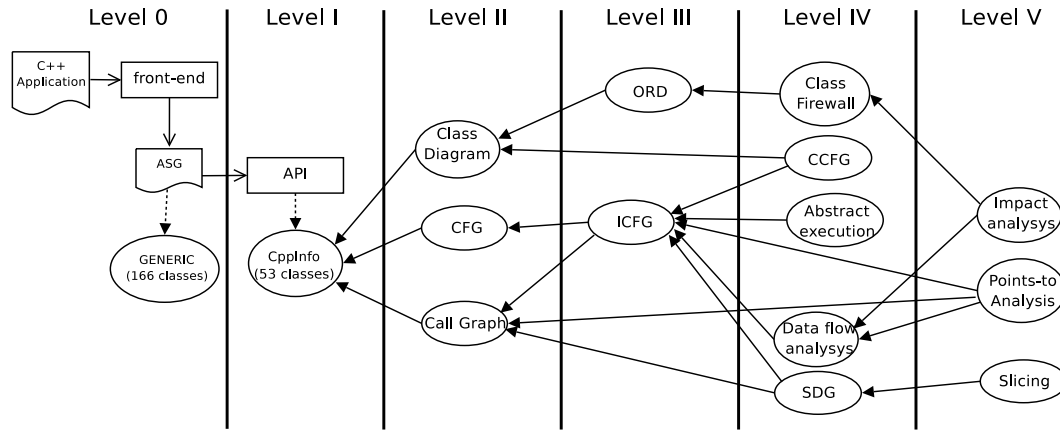 Level 0
Level I
Level II
Level III
Level IV
Level V
C++
Application
front-end
ASG
API
GENERIC
(166 classes)
CppInfo
(53 classes)
Class
Diagram
CFG
Call Graph
ORD
ICFG
Class
Firewall
CCFG
Abstract
execution
Data flow
analysys
SDG
Impact
analysys
Points-to
Analysis
Slicing